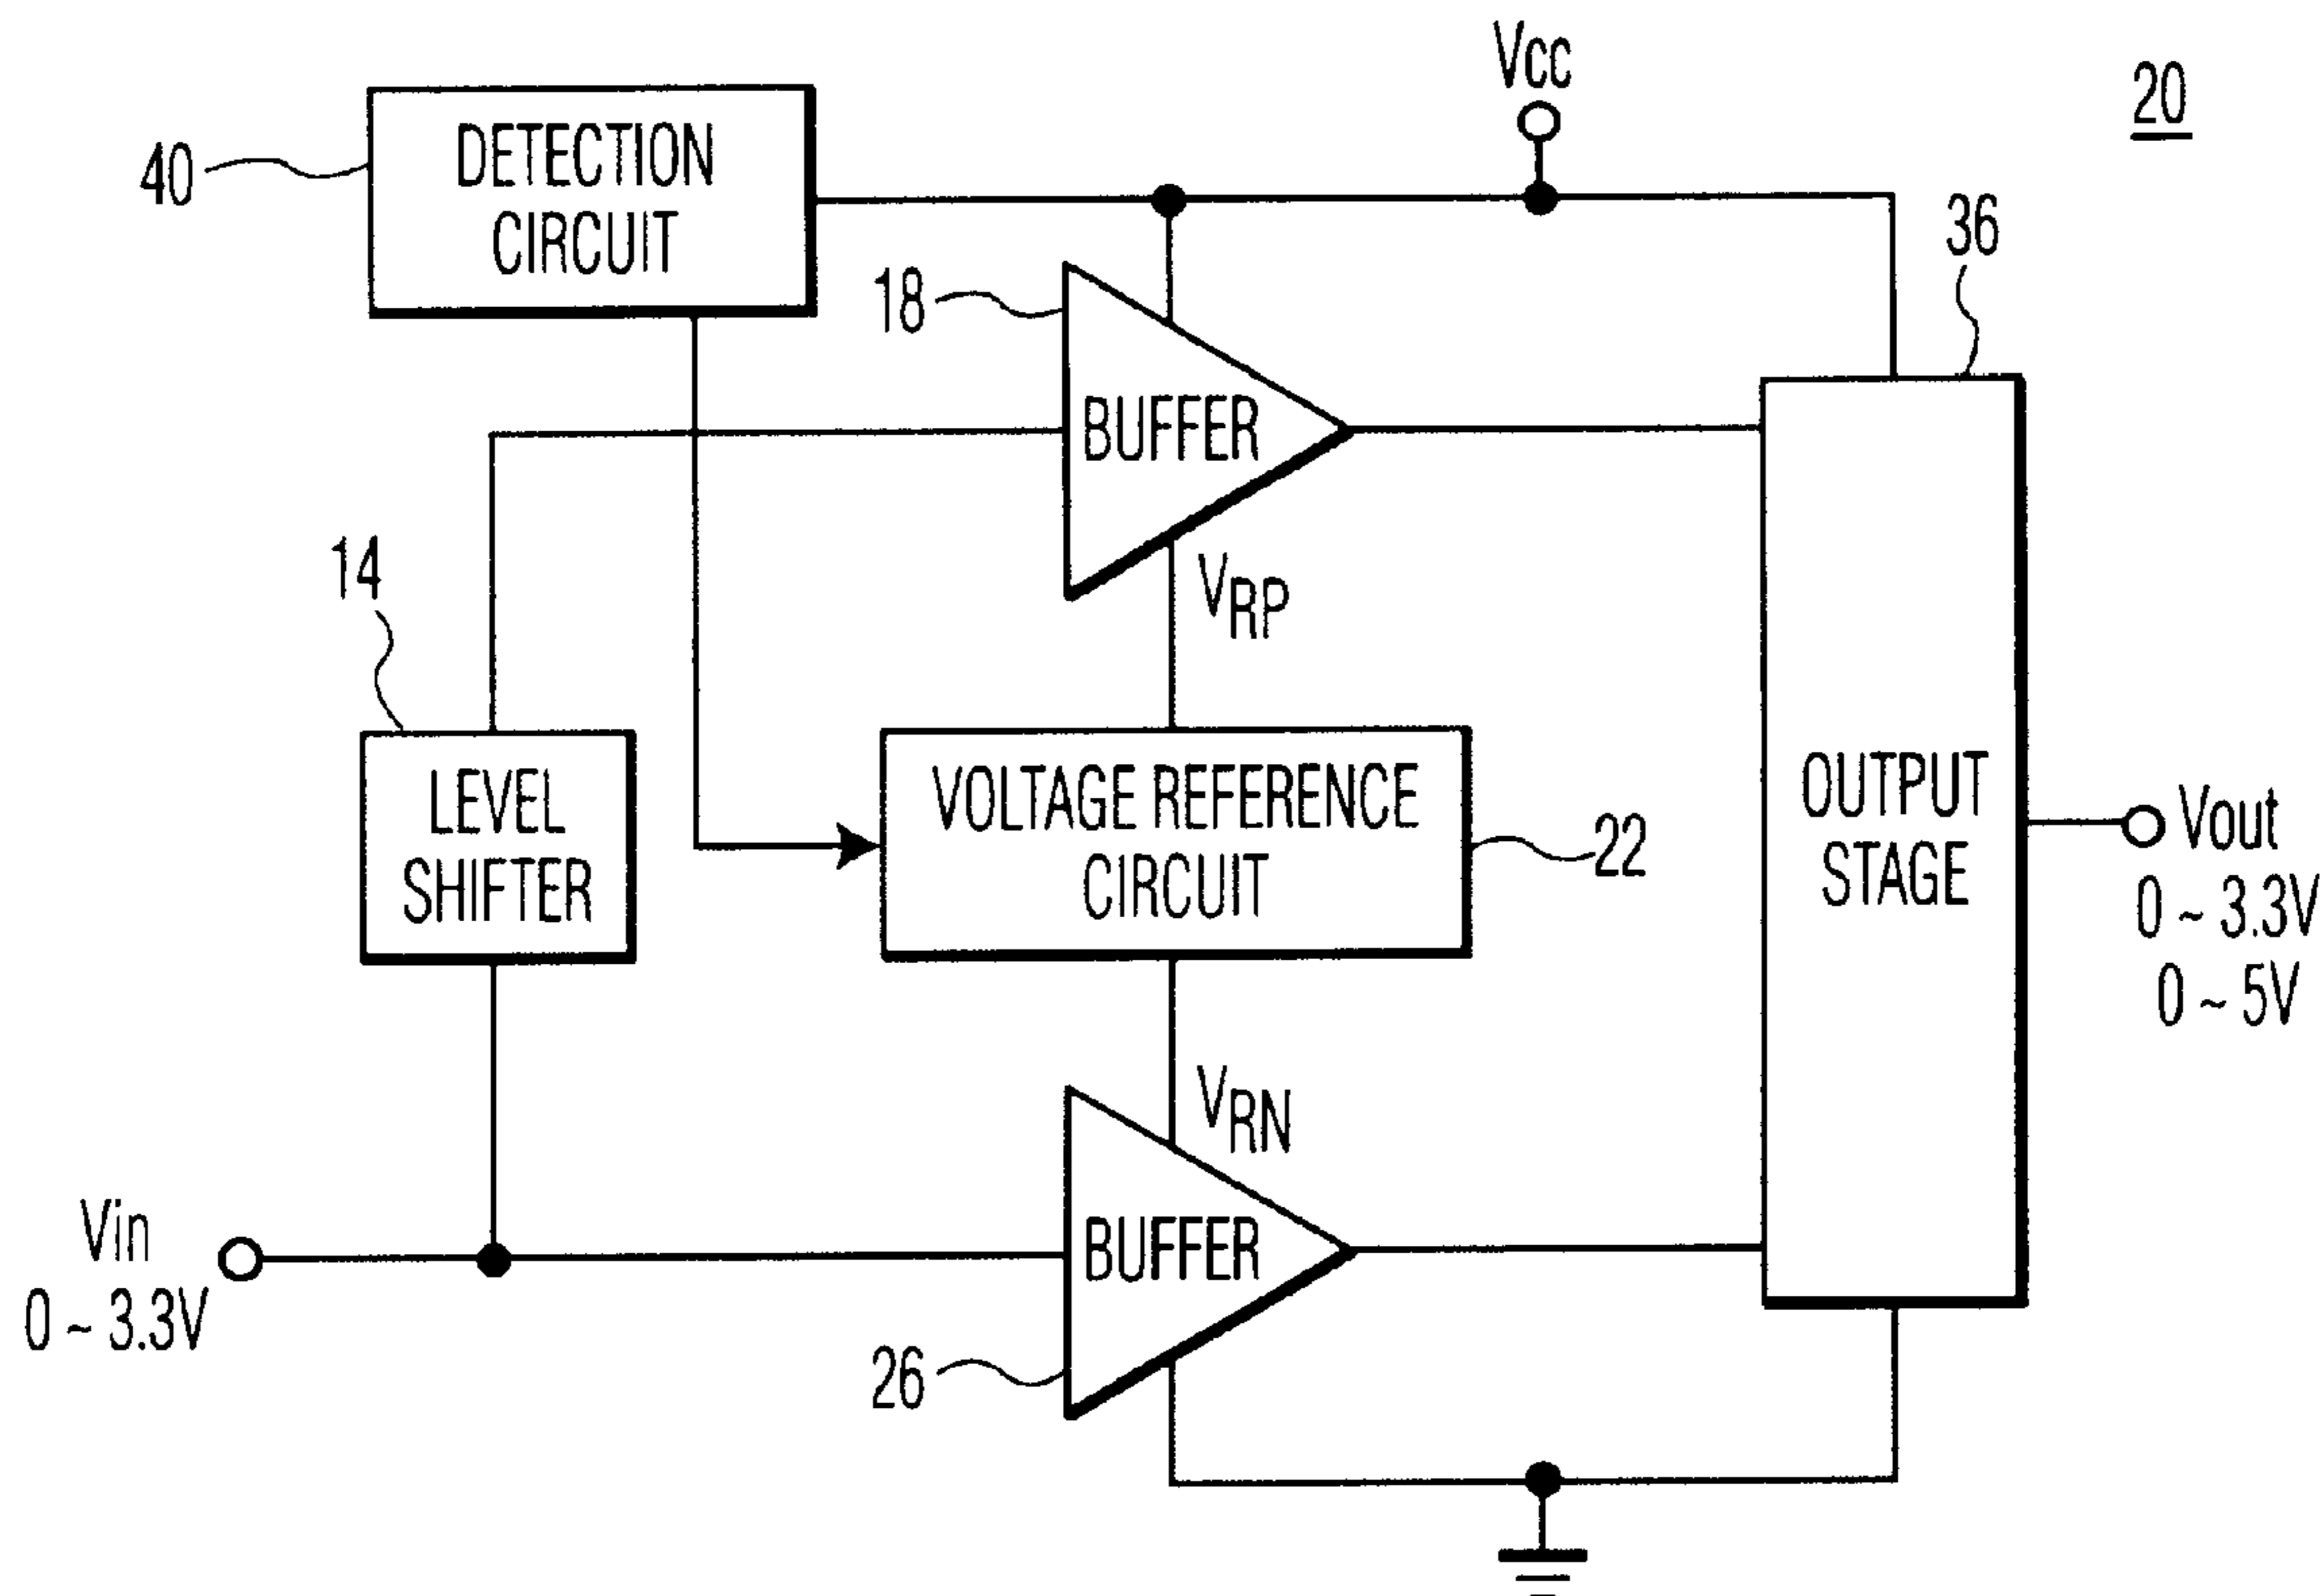 Vcc
20
DETECTION
CIRCUIT
40
36
18
BUFFER
VRP
14
LEVEL
SHIFTER
VOLTAGE REFERENCE
CIRCUIT
22
OUTPUT
STAGE
Vout
0 ~ 3.3V
0 ~ 5V
VRN
BUFFER
Vin
0 ~ 3.3V
26